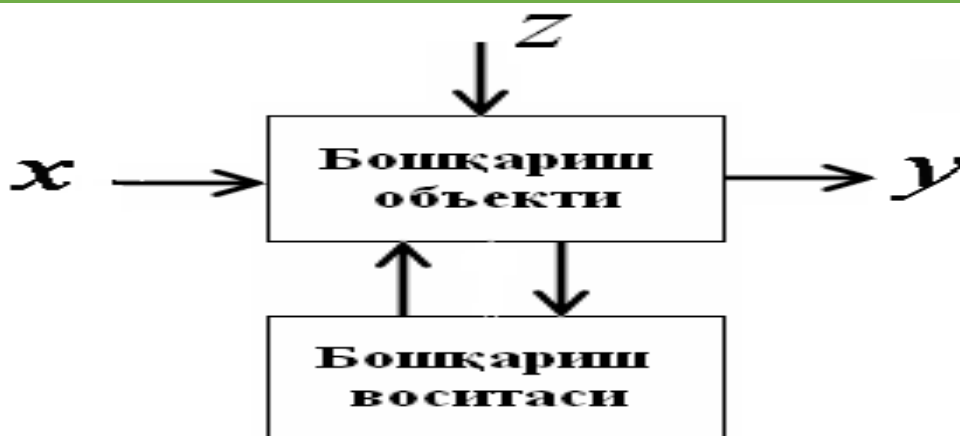 z
x
Бошқариш
объекти
y
Бошқариш
воситаси